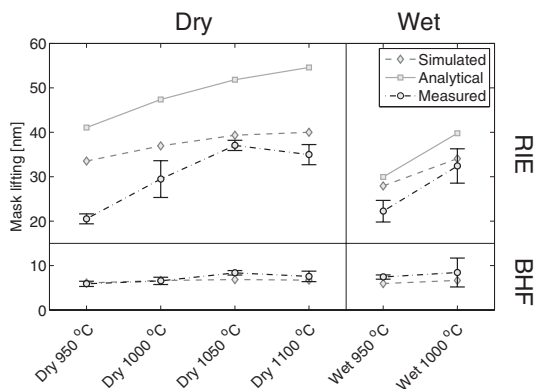 Dry
Wet
60
50
40
30
20
10
0
Mask lifting [nm]
Simulated
Analytical
Measured
RIE
BHF
Dry 950 °C
Dry 1000 °C
Dry 1050 °C
Dry 1100 °C
Wet 950 °C
Wet 1000 °C